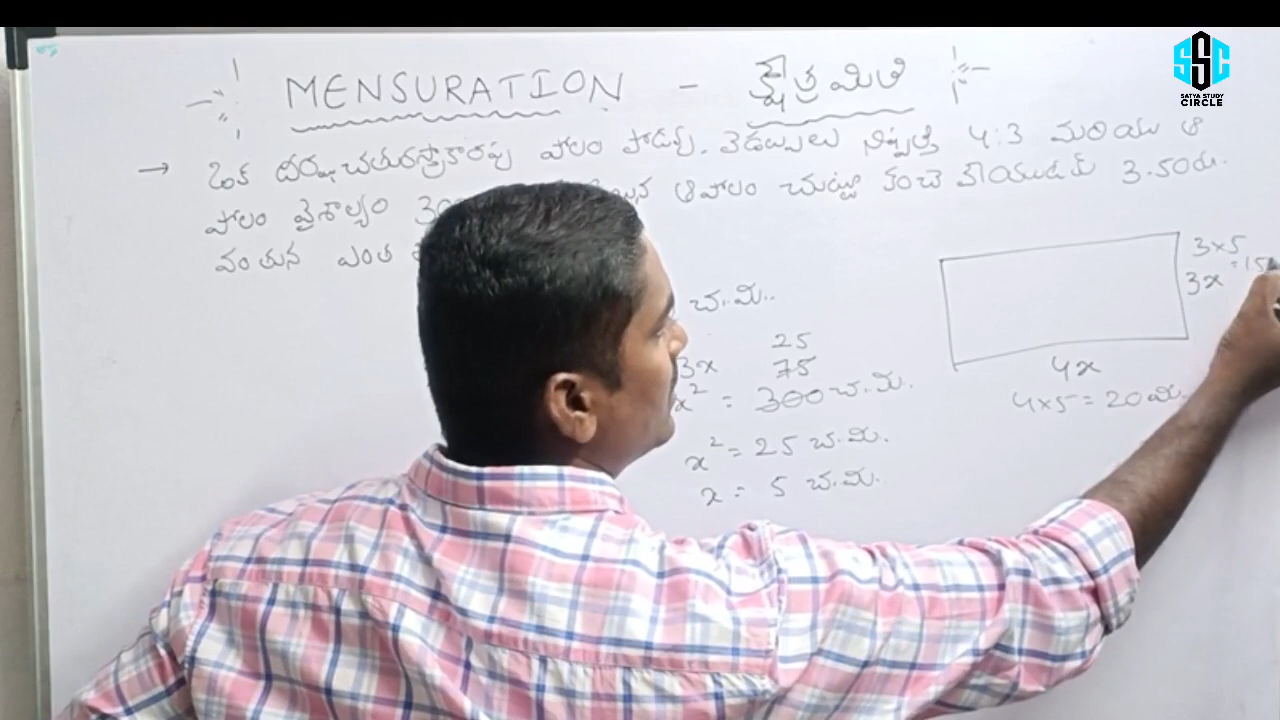 MENSURATION - క్షేత్రమితి
→ ఒక దీర్ఘచతురస్రాకారపు పొలం పొడవు, వెడల్పులు నిష్పత్తి 4:3 మరియు ఆ
పొలం వైశాల్యం ఆ పొలం చుట్టూ కంచె వేయుటకు 3.50రు.
వంతున ఎంత
చ.మి.
25
3x 75
x² = 300 చ.మి.
x² = 25 చ.మి.
x = 5 చ.మి.
3×5
=15
3x
4x
4×5 = 20 మి.
SSC
SATYA STUDY
CIRCLE